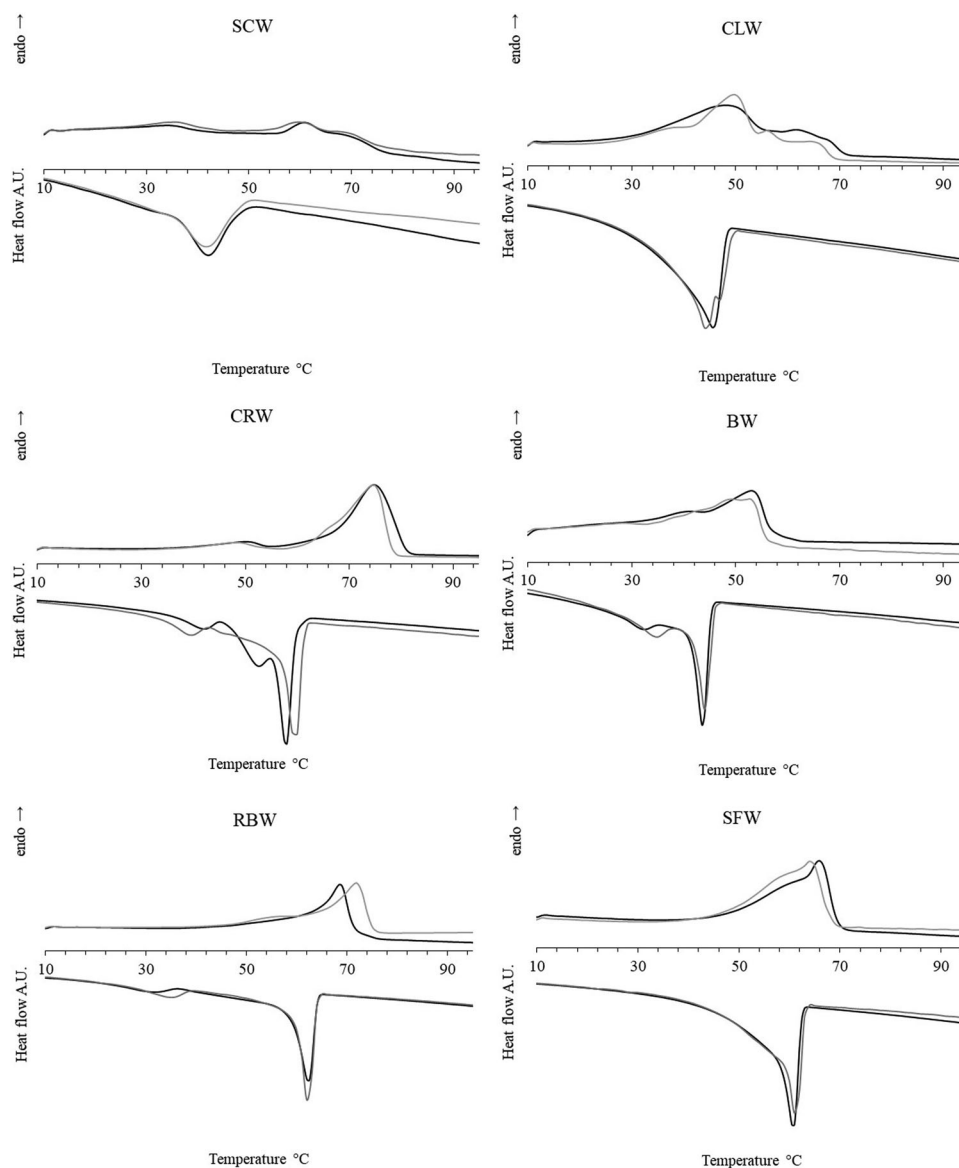 SCW
endo →
10 30 50 70 90
Heat flow A.U.
Temperature °C
CLW
endo →
10 30 50 70 90
Heat flow A.U.
Temperature °C
CRW
endo →
10 30 50 70 90
Heat flow A.U.
Temperature °C
BW
endo →
10 30 50 70 90
Heat flow A.U.
Temperature °C
RBW
endo →
10 30 50 70 90
Heat flow A.U.
Temperature °C
SFW
endo →
10 30 50 70 90
Heat flow A.U.
Temperature °C